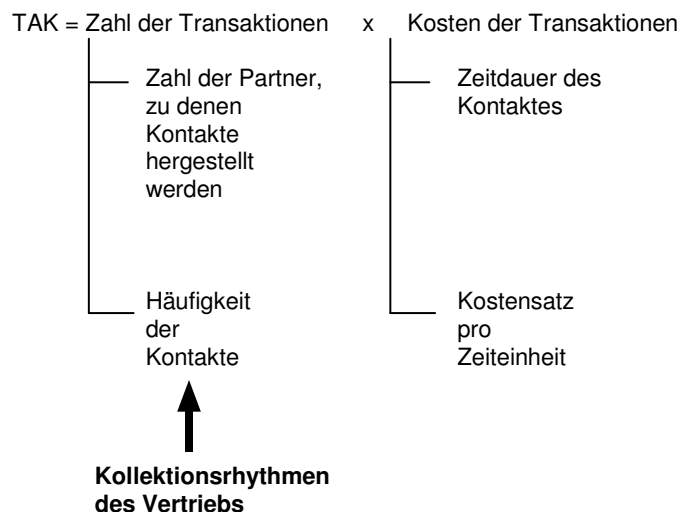 TAK = Zahl der Transaktionen x Kosten der Transaktionen
Zahl der Partner,
zu denen
Kontakte
hergestellt
werden
Zeitdauer des
Kontaktes
Häufigkeit
der
Kontakte
Kostensatz
pro
Zeiteinheit
Kollektionsrhythmen
des Vertriebs